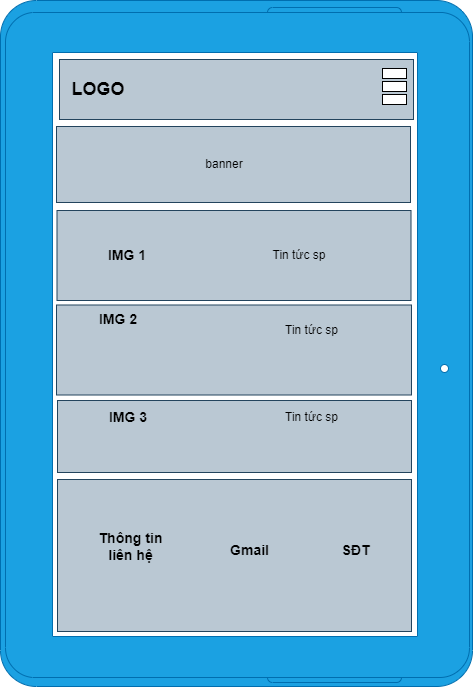 LOGO
banner
IMG 1
Tin tức sp
IMG 2
Tin tức sp
IMG 3
Tin tức sp
Thông tin
liên hệ
Gmail
SĐT